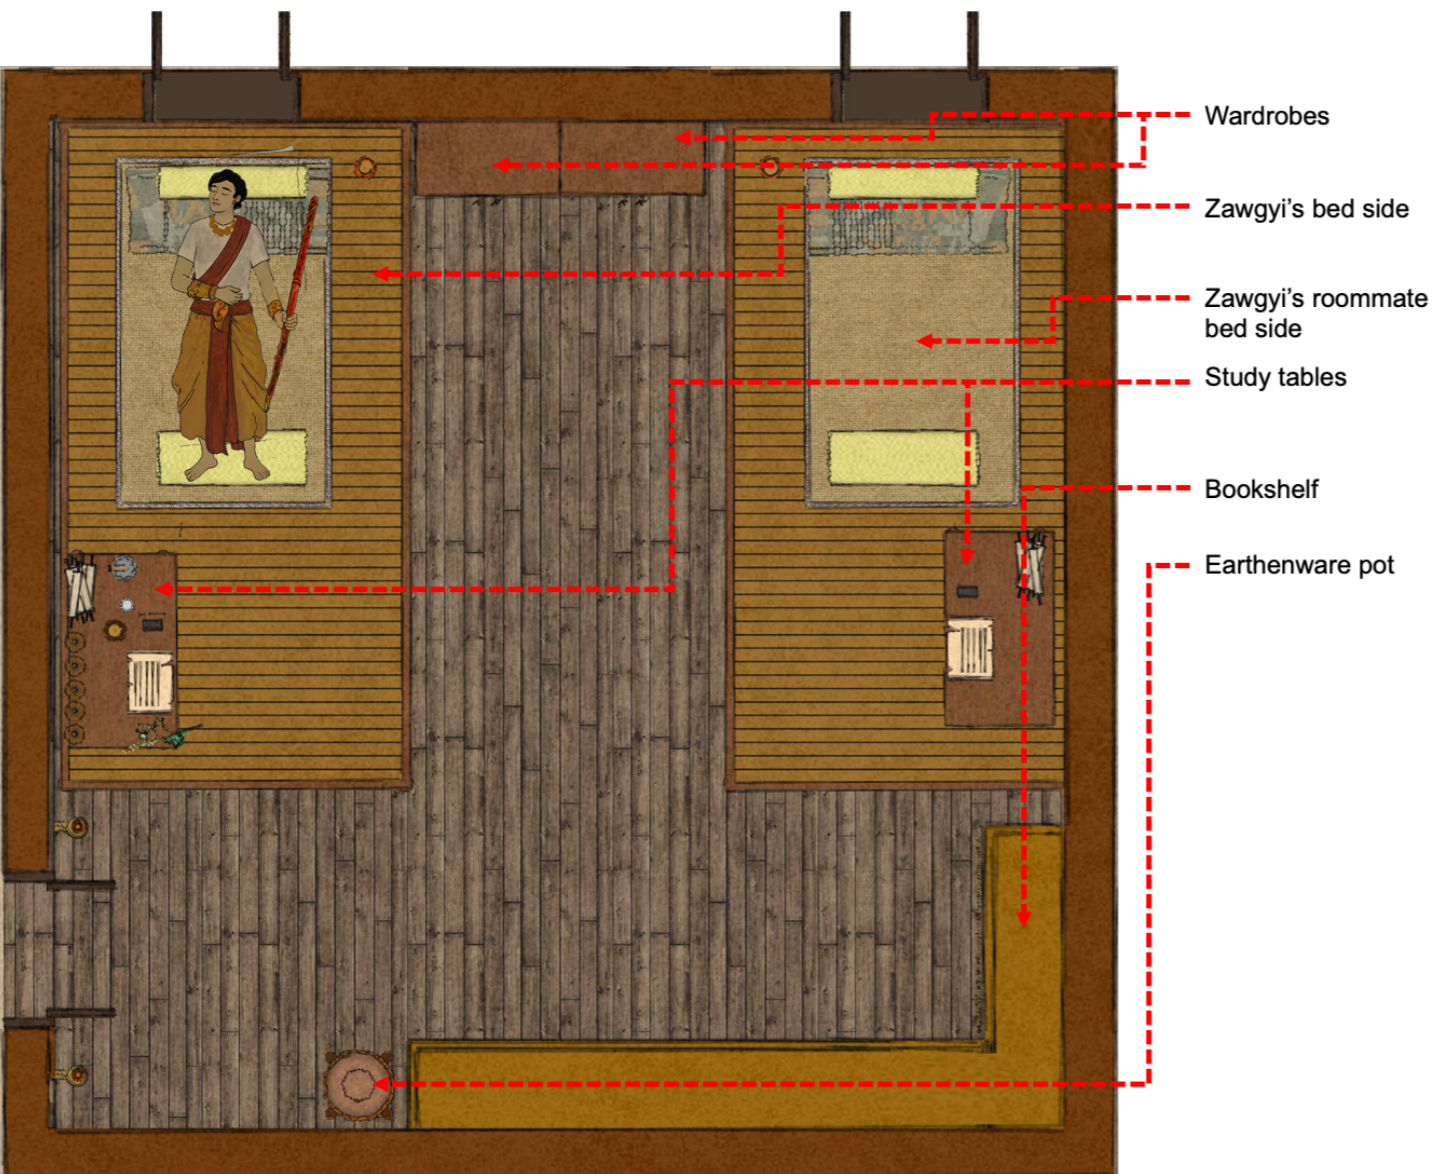 Wardrobes
Zawgyi’s bed side
Zawgyi’s roommate
bed side
Study tables
Bookshelf
Earthenware pot